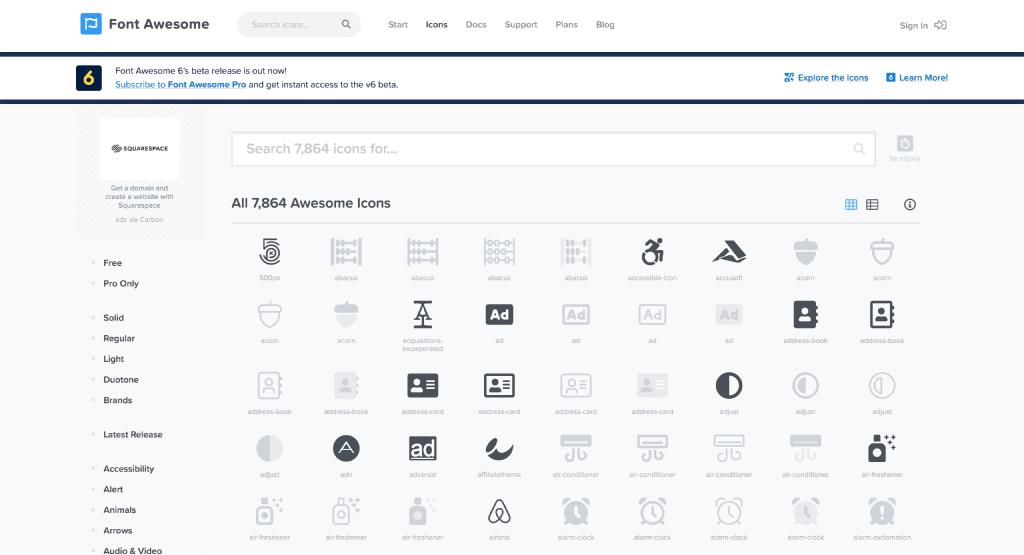 Font Awesome
Search icons...
Start
Icons
Docs
Support
Plans
Blog
Sign In
6
Font Awesome 6's beta release is out now!
Subscribe to Font Awesome Pro and get instant access to the v6 beta.
Explore the Icons
6
Learn More!
SQUARESPACE
Get a domain and
create a website with
Squarespace
ads via Carbon
Search 7,864 icons for...
by algolia
All 7,864 Awesome Icons
Free
Pro Only
Solid
Regular
Light
Duotone
Brands
Latest Release
Accessibility
Alert
Animals
Arrows
Audio & Video
500px
abacus
abacus
abacus
abacus
accessible-icon
accusoft
acorn
acorn
acorn
acorn
acquisitions-
incorporated
Ad
ad
Ad
ad
Ad
ad
Ad
ad
address-book
address-book
address-book
address-book
address-card
address-card
address-card
address-card
adjust
adjust
adjust
adjust
adn
ad
adversal
affiliatetheme
air-conditioner
air-conditioner
air-conditioner
air-conditioner
air-freshener
air-freshener
air-freshener
air-freshener
airbnb
alarm-clock
alarm-clock
alarm-clock
alarm-clock
alarm-exclamation